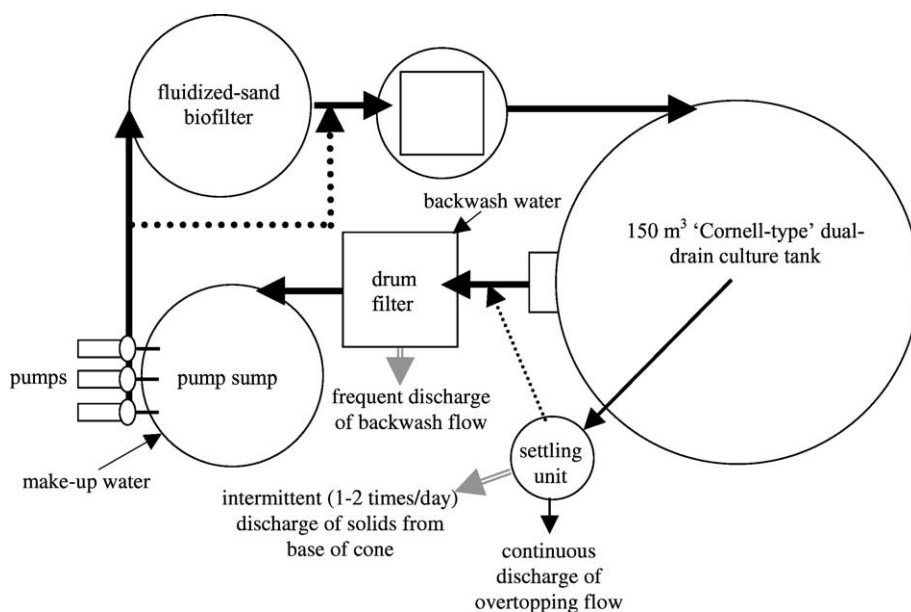 fluidized-sand
biofilter
backwash water
150 m³ ‘Cornell-type’ dual-
drain culture tank
drum
filter
pumps
pump sump
frequent discharge
of backwash flow
make-up water
settling
unit
intermittent (1-2 times/day)
discharge of solids from
base of cone
continuous
discharge of
overtopping flow